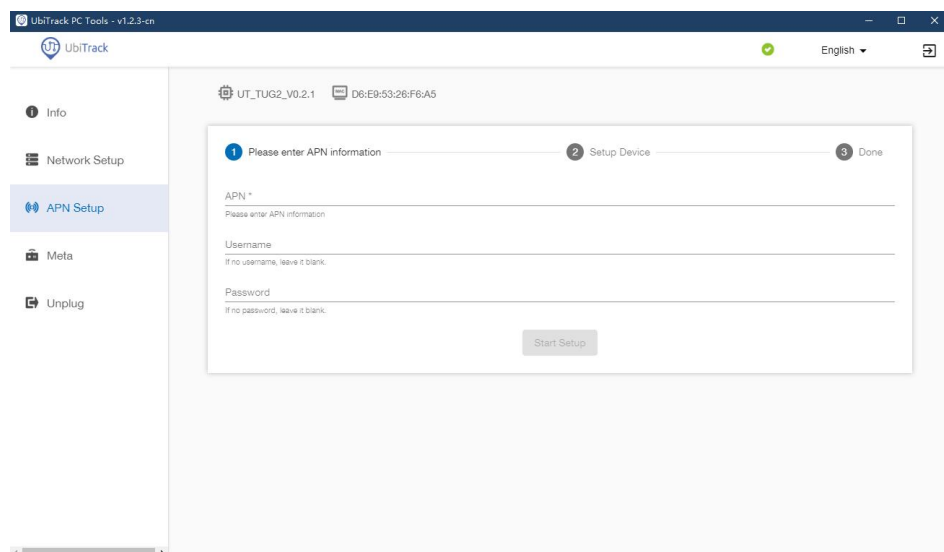 UbiTrack PC Tools - v1.2.3-cn
UbiTrack
English
UT_TUG2_V0.2.1 MAC D6:E9:53:26:F6:A5
Info
Network Setup
APN Setup
Meta
Unplug
1 Please enter APN information
2 Setup Device
3 Done
APN *
Please enter APN information
Username
If no username, leave it blank.
Password
If no password, leave it blank.
Start Setup